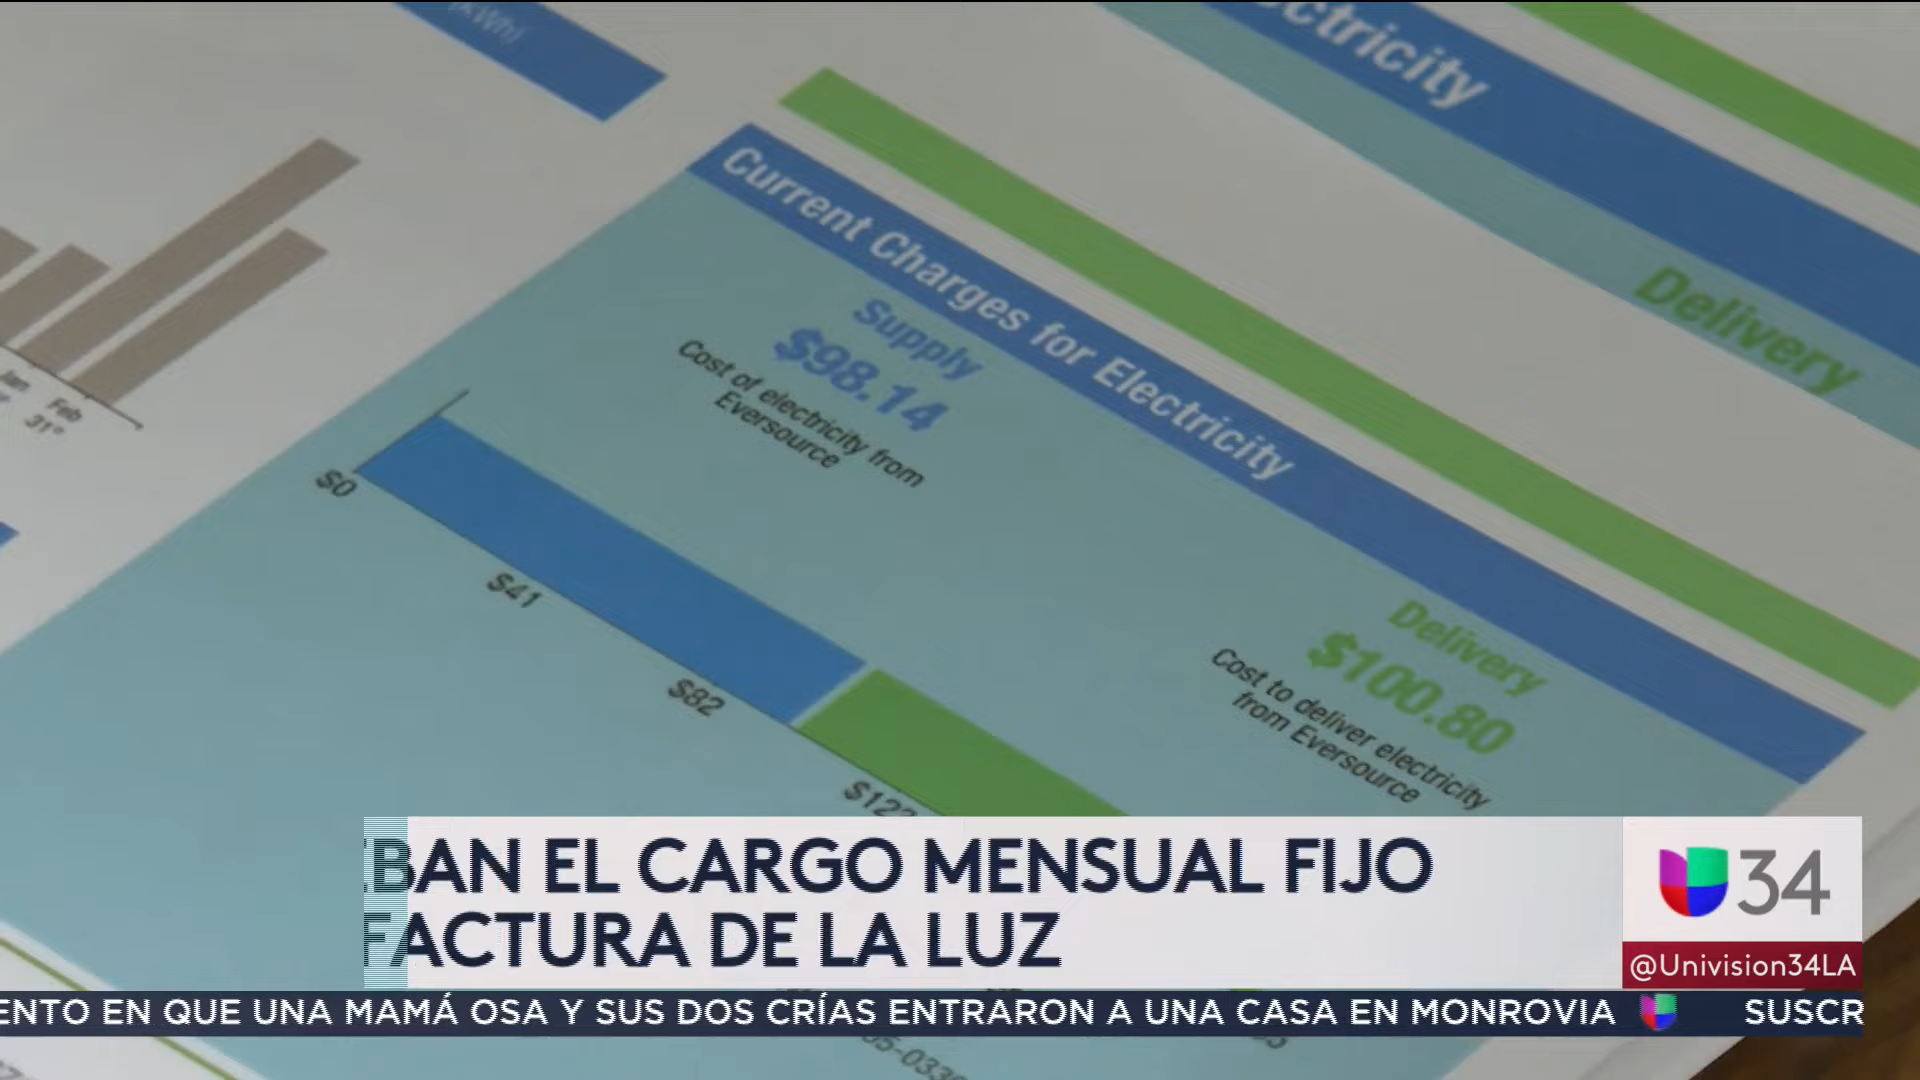 (kWh)
ctricity
Delivery
Current Charges for Electricity
Supply
$98.14
Cost of electricity from
Eversource
Jan
Feb
31°
$0
$41
$82
Delivery
$100.80
Cost to deliver electricity
from Eversource
BAN EL CARGO MENSUAL FIJO
FACTURA DE LA LUZ
34
@Univision34LA
ENTO EN QUE UNA MAMÁ OSA Y SUS DOS CRÍAS ENTRARON A UNA CASA EN MONROVIA SUSCR